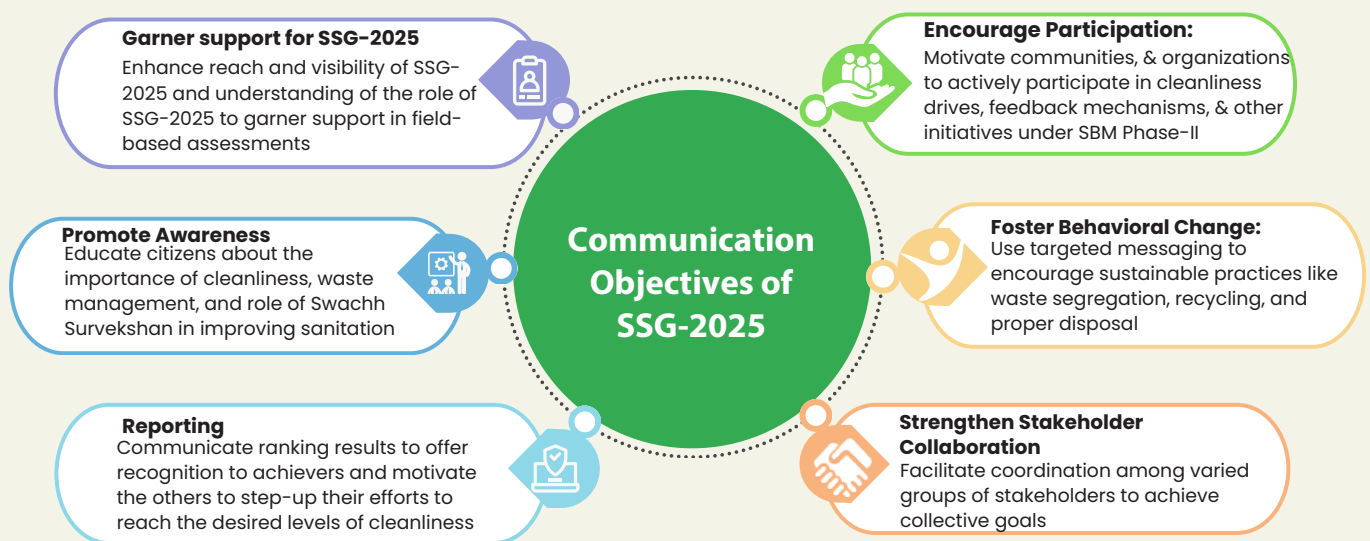 Garner support for SSG-2025
Enhance reach and visibility of SSG-
2025 and understanding of the role of
SSG-2025 to garner support in field-
based assessments
Promote Awareness
Educate citizens about the
importance of cleanliness, waste
management, and role of Swachh
Survekshan in improving sanitation
Reporting
Communicate ranking results to offer
recognition to achievers and motivate
the others to step-up their efforts to
reach the desired levels of cleanliness
Communication
Objectives of
SSG-2025
Encourage Participation:
Motivate communities, & organizations
to actively participate in cleanliness
drives, feedback mechanisms, & other
initiatives under SBM Phase-II
Foster Behavioral Change:
Use targeted messaging to
encourage sustainable practices like
waste segregation, recycling, and
proper disposal
Strengthen Stakeholder
Collaboration
Facilitate coordination among varied
groups of stakeholders to achieve
collective goals